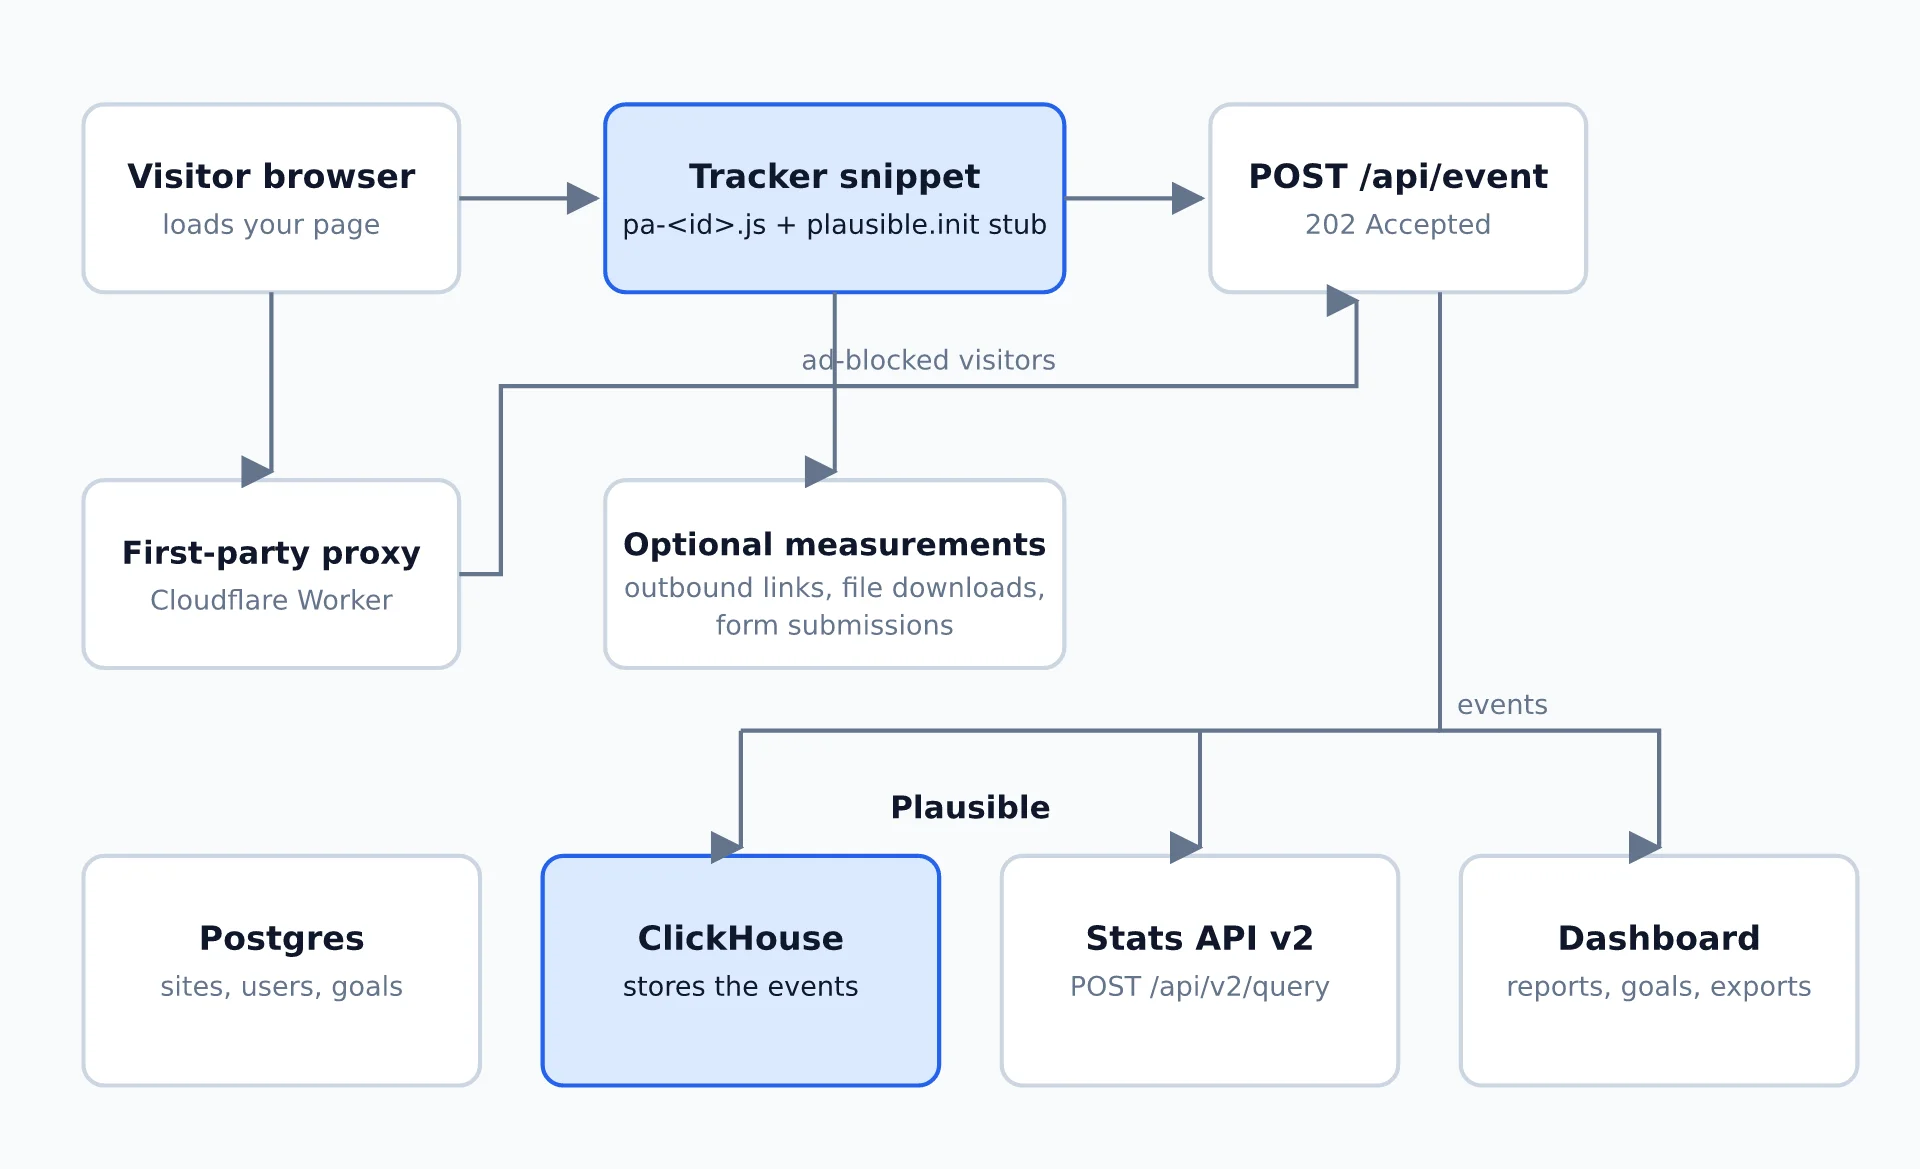 Visitor browser
loads your page
Tracker snippet
pa-<id>.js + plausible.init stub
POST /api/event
202 Accepted
ad-blocked visitors
First-party proxy
Cloudflare Worker
Optional measurements
outbound links, file downloads,
form submissions
events
Plausible
Postgres
sites, users, goals
ClickHouse
stores the events
Stats API v2
POST /api/v2/query
Dashboard
reports, goals, exports